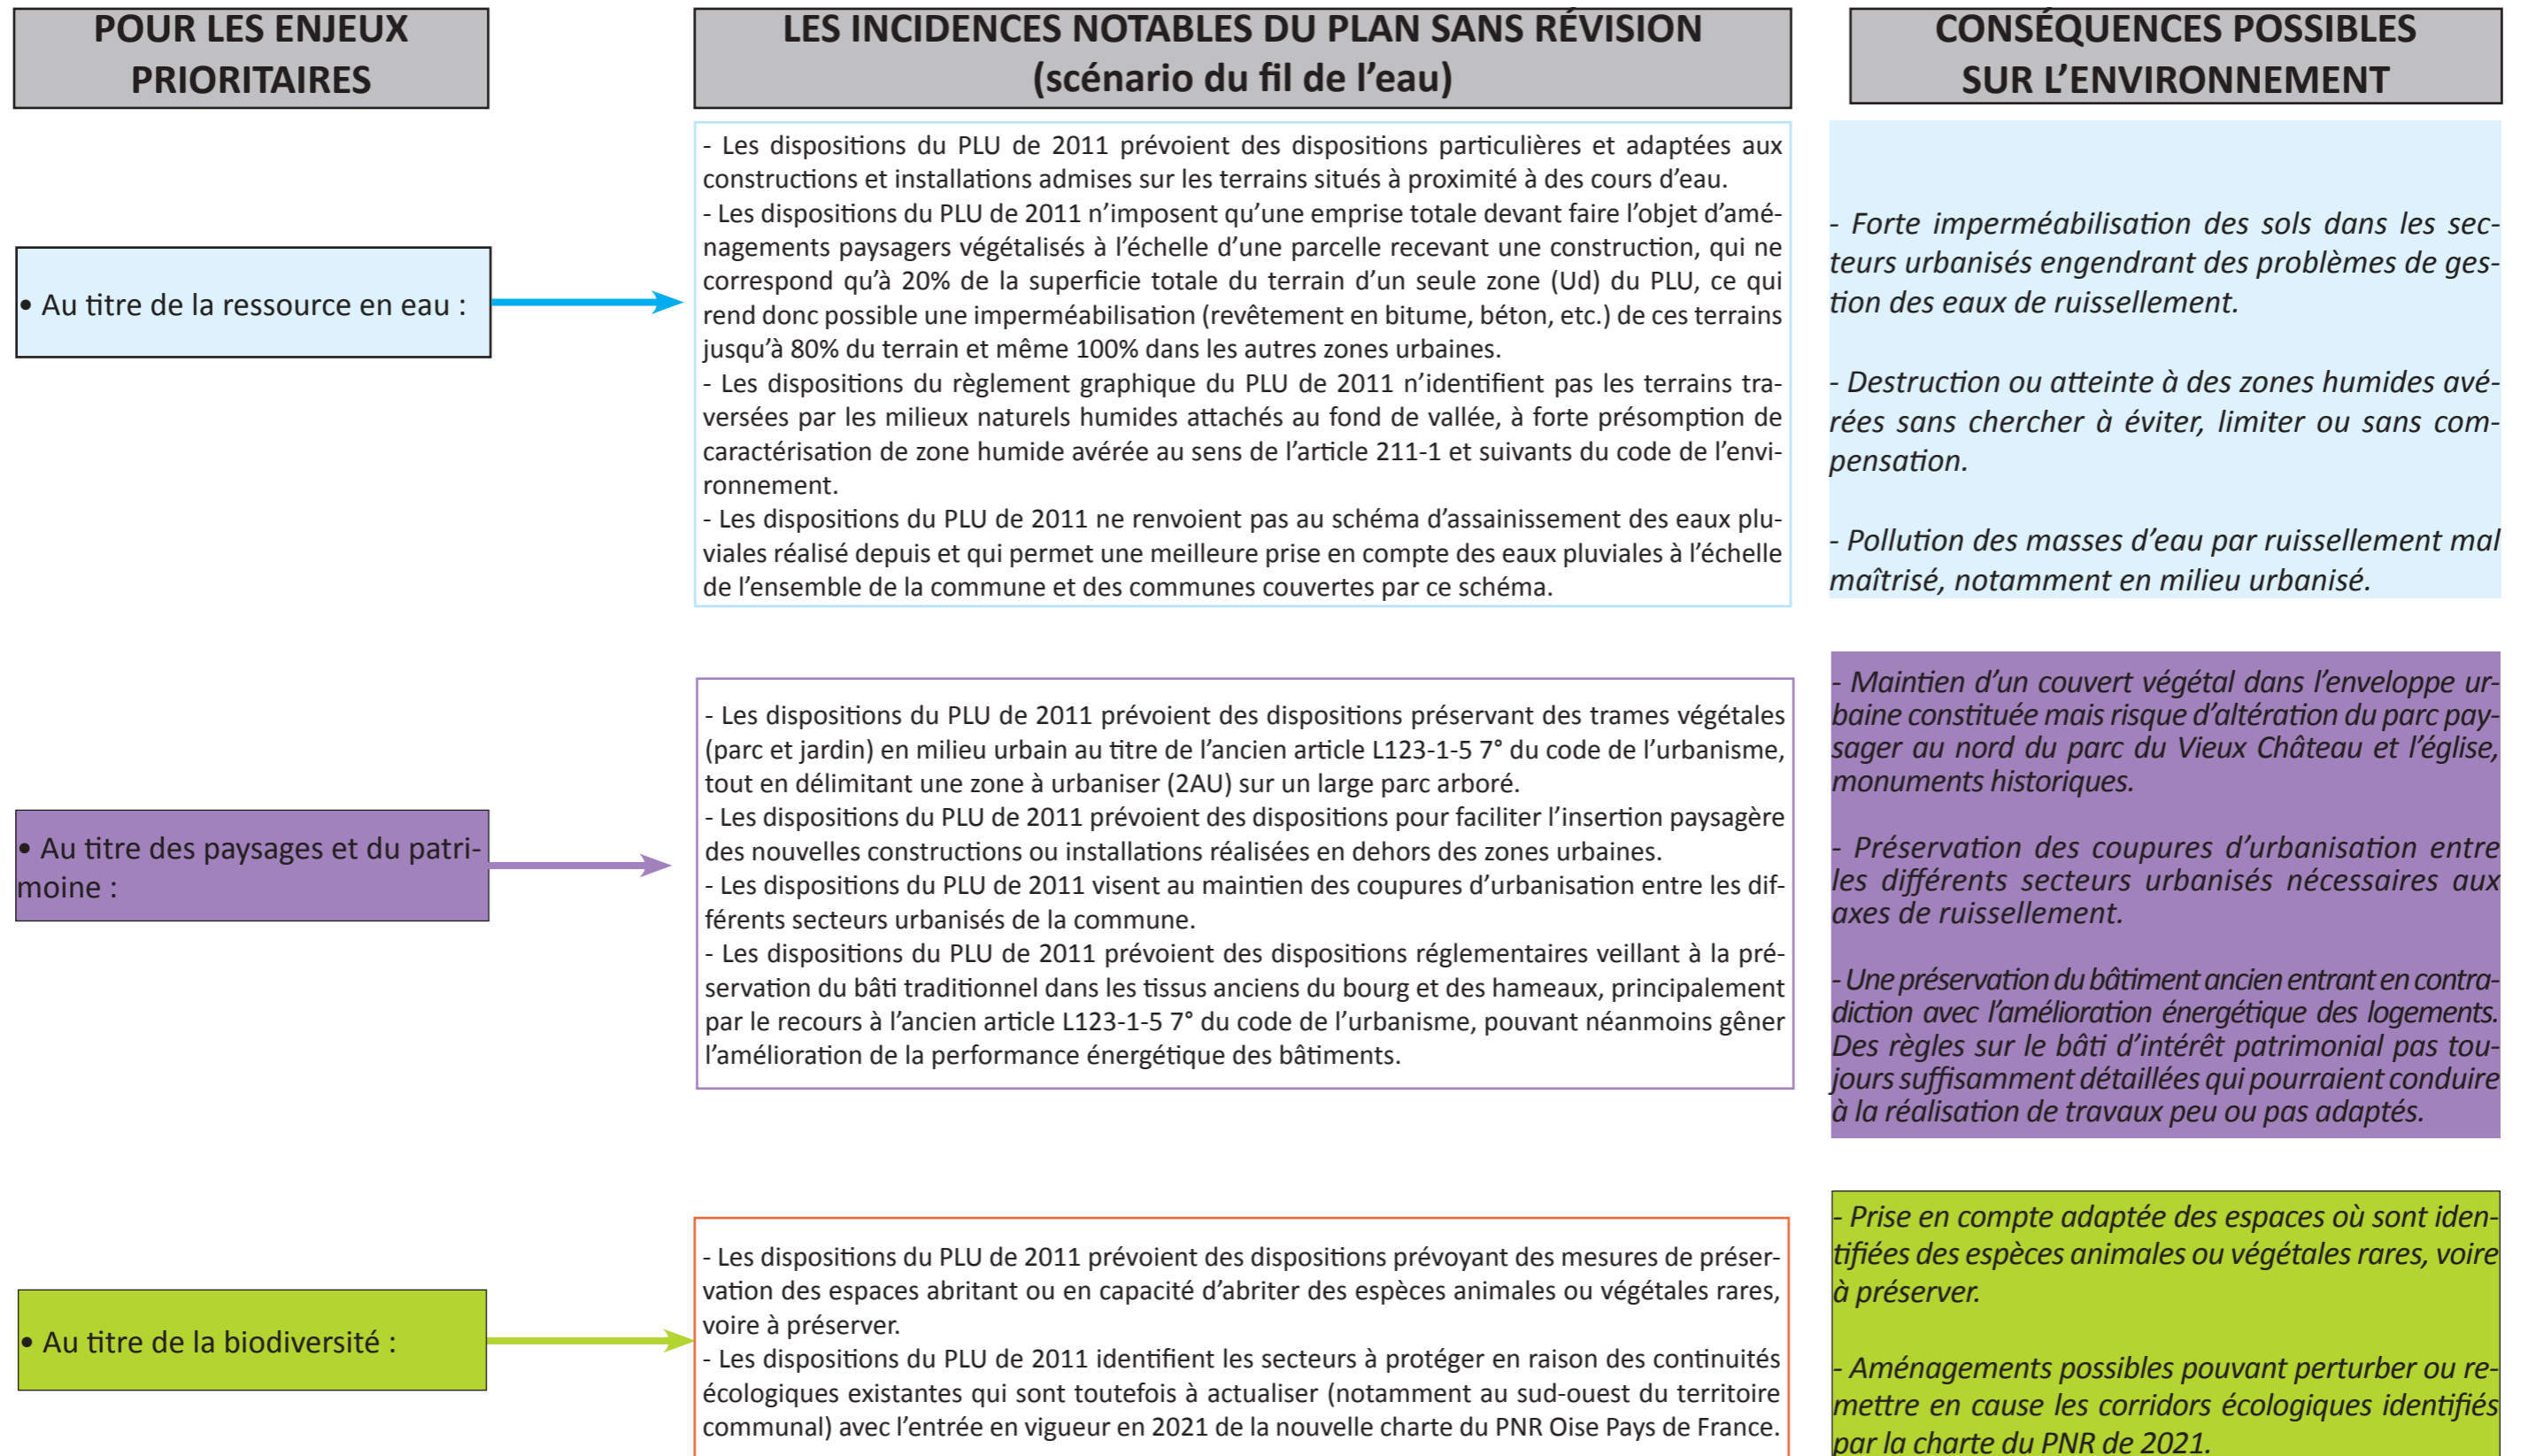 POUR LES ENJEUX
PRIORITAIRES
LES INCIDENCES NOTABLES DU PLAN SANS RÉVISION
(scénario du fil de l’eau)
CONSÉQUENCES POSSIBLES
SUR L’ENVIRONNEMENT
• Au titre de la ressource en eau :
- Les dispositions du PLU de 2011 prévoient des dispositions particulières et adaptées aux
constructions et installations admises sur les terrains situés à proximité à des cours d’eau.
- Les dispositions du PLU de 2011 n’imposent qu’une emprise totale devant faire l’objet d’amé-
nagements paysagers végétalisés à l’échelle d’une parcelle recevant une construction, qui ne
correspond qu’à 20% de la superficie totale du terrain d’un seule zone (Ud) du PLU, ce qui
rend donc possible une imperméabilisation (revêtement en bitume, béton, etc.) de ces terrains
jusqu’à 80% du terrain et même 100% dans les autres zones urbaines.
- Les dispositions du règlement graphique du PLU de 2011 n’identifient pas les terrains tra-
versées par les milieux naturels humides attachés au fond de vallée, à forte présomption de
caractérisation de zone humide avérée au sens de l’article 211-1 et suivants du code de l’envi-
ronnement.
- Les dispositions du PLU de 2011 ne renvoient pas au schéma d’assainissement des eaux plu-
viales réalisé depuis et qui permet une meilleure prise en compte des eaux pluviales à l’échelle
de l’ensemble de la commune et des communes couvertes par ce schéma.
- Forte imperméabilisation des sols dans les sec-
teurs urbanisés engendrant des problèmes de ges-
tion des eaux de ruissellement.
- Destruction ou atteinte à des zones humides avé-
rées sans chercher à éviter, limiter ou sans com-
pensation.
- Pollution des masses d’eau par ruissellement mal
maîtrisé, notamment en milieu urbanisé.
• Au titre des paysages et du patri-
moine :
- Les dispositions du PLU de 2011 prévoient des dispositions préservant des trames végétales
(parc et jardin) en milieu urbain au titre de l’ancien article L123-1-5 7° du code de l’urbanisme,
tout en délimitant une zone à urbaniser (2AU) sur un large parc arboré.
- Les dispositions du PLU de 2011 prévoient des dispositions pour faciliter l’insertion paysagère
des nouvelles constructions ou installations réalisées en dehors des zones urbaines.
- Les dispositions du PLU de 2011 visent au maintien des coupures d’urbanisation entre les dif-
férents secteurs urbanisés de la commune.
- Les dispositions du PLU de 2011 prévoient des dispositions réglementaires veillant à la pré-
servation du bâti traditionnel dans les tissus anciens du bourg et des hameaux, principalement
par le recours à l’ancien article L123-1-5 7° du code de l’urbanisme, pouvant néanmoins gêner
l’amélioration de la performance énergétique des bâtiments.
- Maintien d’un couvert végétal dans l’enveloppe ur-
baine constituée mais risque d’altération du parc pay-
sager au nord du parc du Vieux Château et l’église,
monuments historiques.
- Préservation des coupures d’urbanisation entre
les différents secteurs urbanisés nécessaires aux
axes de ruissellement.
- Une préservation du bâtiment ancien entrant en contra-
diction avec l’amélioration énergétique des logements.
Des règles sur le bâti d’intérêt patrimonial pas tou-
jours suffisamment détaillées qui pourraient conduire
à la réalisation de travaux peu ou pas adaptés.
• Au titre de la biodiversité :
- Les dispositions du PLU de 2011 prévoient des dispositions prévoyant des mesures de préser-
vation des espaces abritant ou en capacité d’abriter des espèces animales ou végétales rares,
voire à préserver.
- Les dispositions du PLU de 2011 identifient les secteurs à protéger en raison des continuités
écologiques existantes qui sont toutefois à actualiser (notamment au sud-ouest du territoire
communal) avec l’entrée en vigueur en 2021 de la nouvelle charte du PNR Oise Pays de France.
- Prise en compte adaptée des espaces où sont iden-
tifiées des espèces animales ou végétales rares, voire
à préserver.
- Aménagements possibles pouvant perturber ou re-
mettre en cause les corridors écologiques identifiés
par la charte du PNR de 2021.